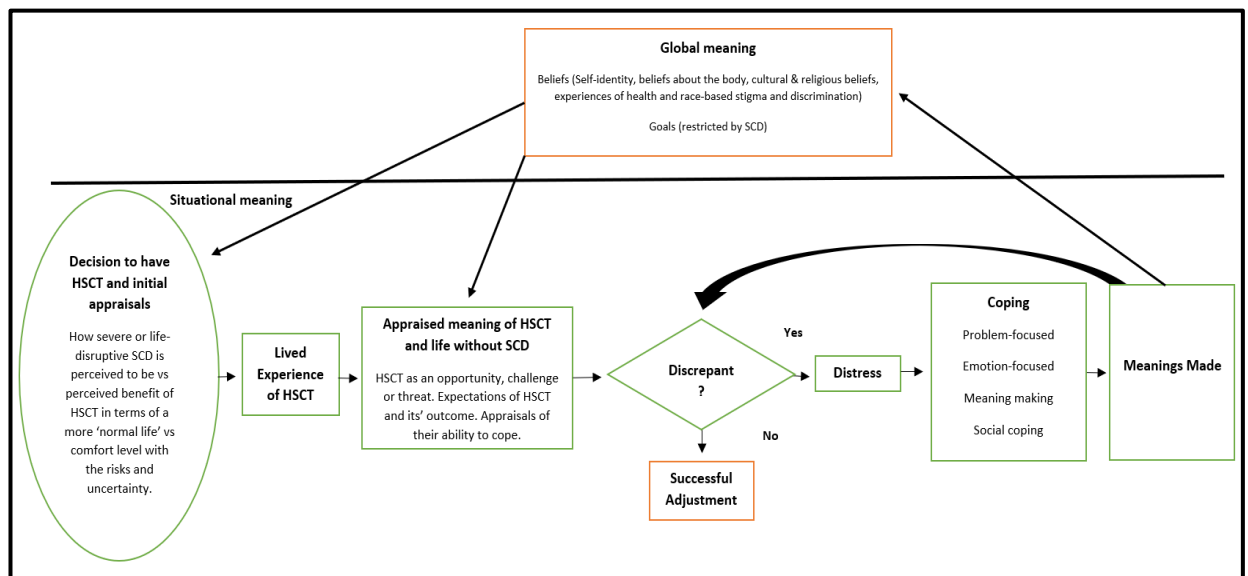 Global meaning
Beliefs (Self-identity, beliefs about the body, cultural & religious beliefs,
experiences of health and race-based stigma and discrimination)
Goals (restricted by SCD)
Situational meaning
Decision to have
HSCT and initial
appraisals
How severe or life-
disruptive SCD is
perceived to be vs
perceived benefit of
HSCT in terms of a
more ‘normal life’ vs
comfort level with
the risks and
uncertainty.
Lived
Experience
of HSCT
Appraised meaning of HSCT
and life without SCD
HSCT as an opportunity, challenge
or threat. Expectations of HSCT
and its’ outcome. Appraisals of
their ability to cope.
Discrepant
?
Yes
No
Successful
Adjustment
Distress
Coping
Problem-focused
Emotion-focused
Meaning making
Social coping
Meanings Made